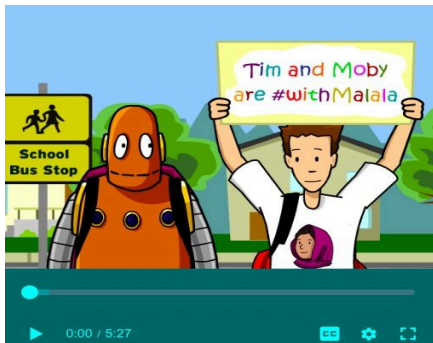 Tim and Moby
are #withMalala
School
Bus Stop
0:00 / 5:27
CC